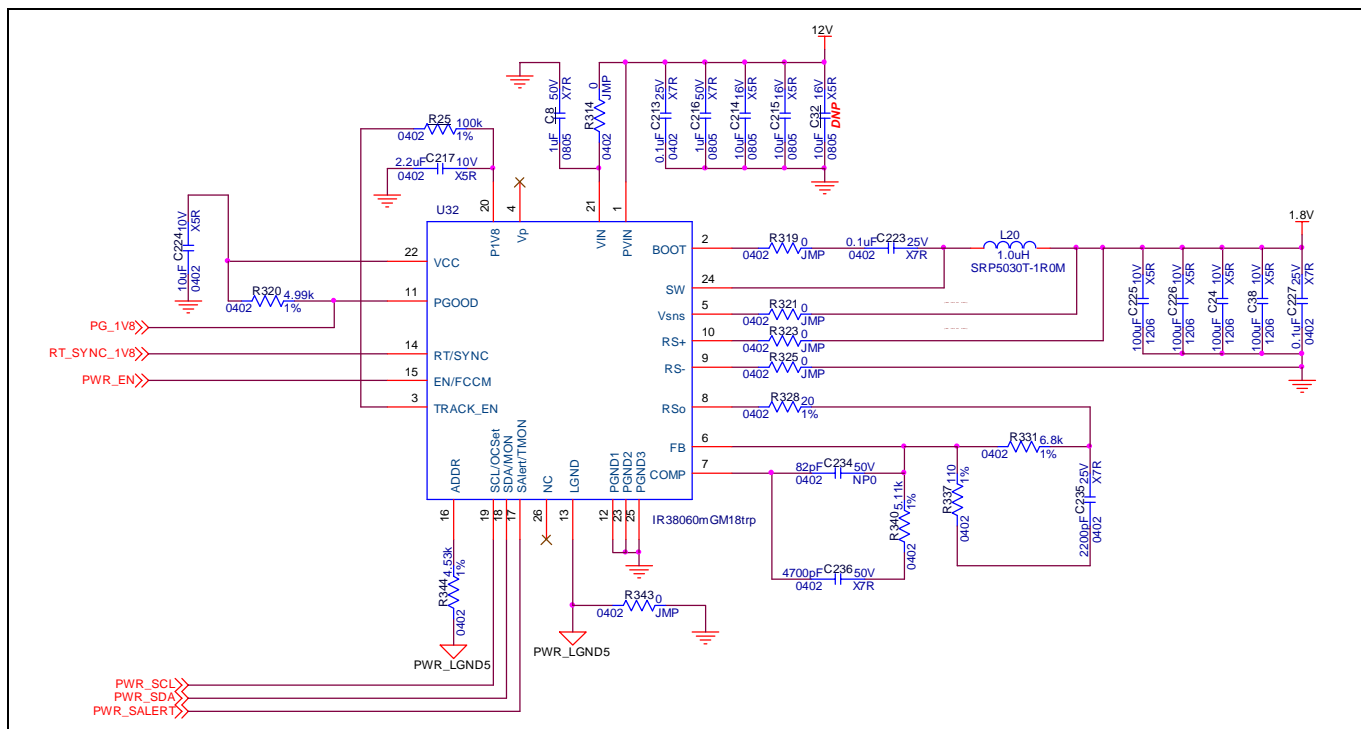 12V
50V
X7R
C8
1uF
0805
0
JMP
R314
0402
25V
X7R
C213
0.1uF
0402
50V
X7R
C216
1uF
0805
16V
X5R
C214
10uF
0805
16V
X5R
C215
10uF
0805
16V
X5R
C32
DNP
10uF
0805
R25
100k
0402
1%
2.2uF
C217
10V
0402
X5R
10V
X5R
C224
10uF
0402
U32
20
4
21
1
P1V8
Vp
VIN
PVIN
22
VCC
R320
4.99k
0402
1%
11
PGOOD
PG_1V8
14
RT/SYNC
RT_SYNC_1V8
15
EN/FCCM
PWR_EN
3
TRACK_EN
BOOT
2
R319
0
0402
JMP
0.1uF
C223
25V
0402
X7R
L20
1.0uH
SRP5030T-1R0M
1.8V
SW
24
Vsns
5
R321
0
0402
JMP
RS+
10
R323
0
0402
JMP
RS-
9
R325
0
0402
JMP
RSo
8
R328
20
0402
1%
FB
6
R331
6.8k
0402
1%
COMP
7
10V
X5R
C225
100uF
1206
10V
X5R
C226
100uF
1206
10V
X5R
C24
100uF
1206
10V
X5R
C38
100uF
1206
25V
X7R
C227
0.1uF
0402
82pF
C234
50V
0402
NP0
5.11k
1%
R340
0402
110
1%
R337
0402
25V
X7R
C235
2200pF
0402
4700pF
C236
50V
0402
X7R
IR38060mGM18trp
ADDR
SCL/OCSet
SDA/MON
SAlert/TMON
NC
LGND
PGND1
PGND2
PGND3
16
19
18
17
26
13
12
23
25
4.53k
1%
R344
0402
PWR_LGND5
R343
0
0402
JMP
PWR_LGND5
PWR_SCL
PWR_SDA
PWR_SALERT